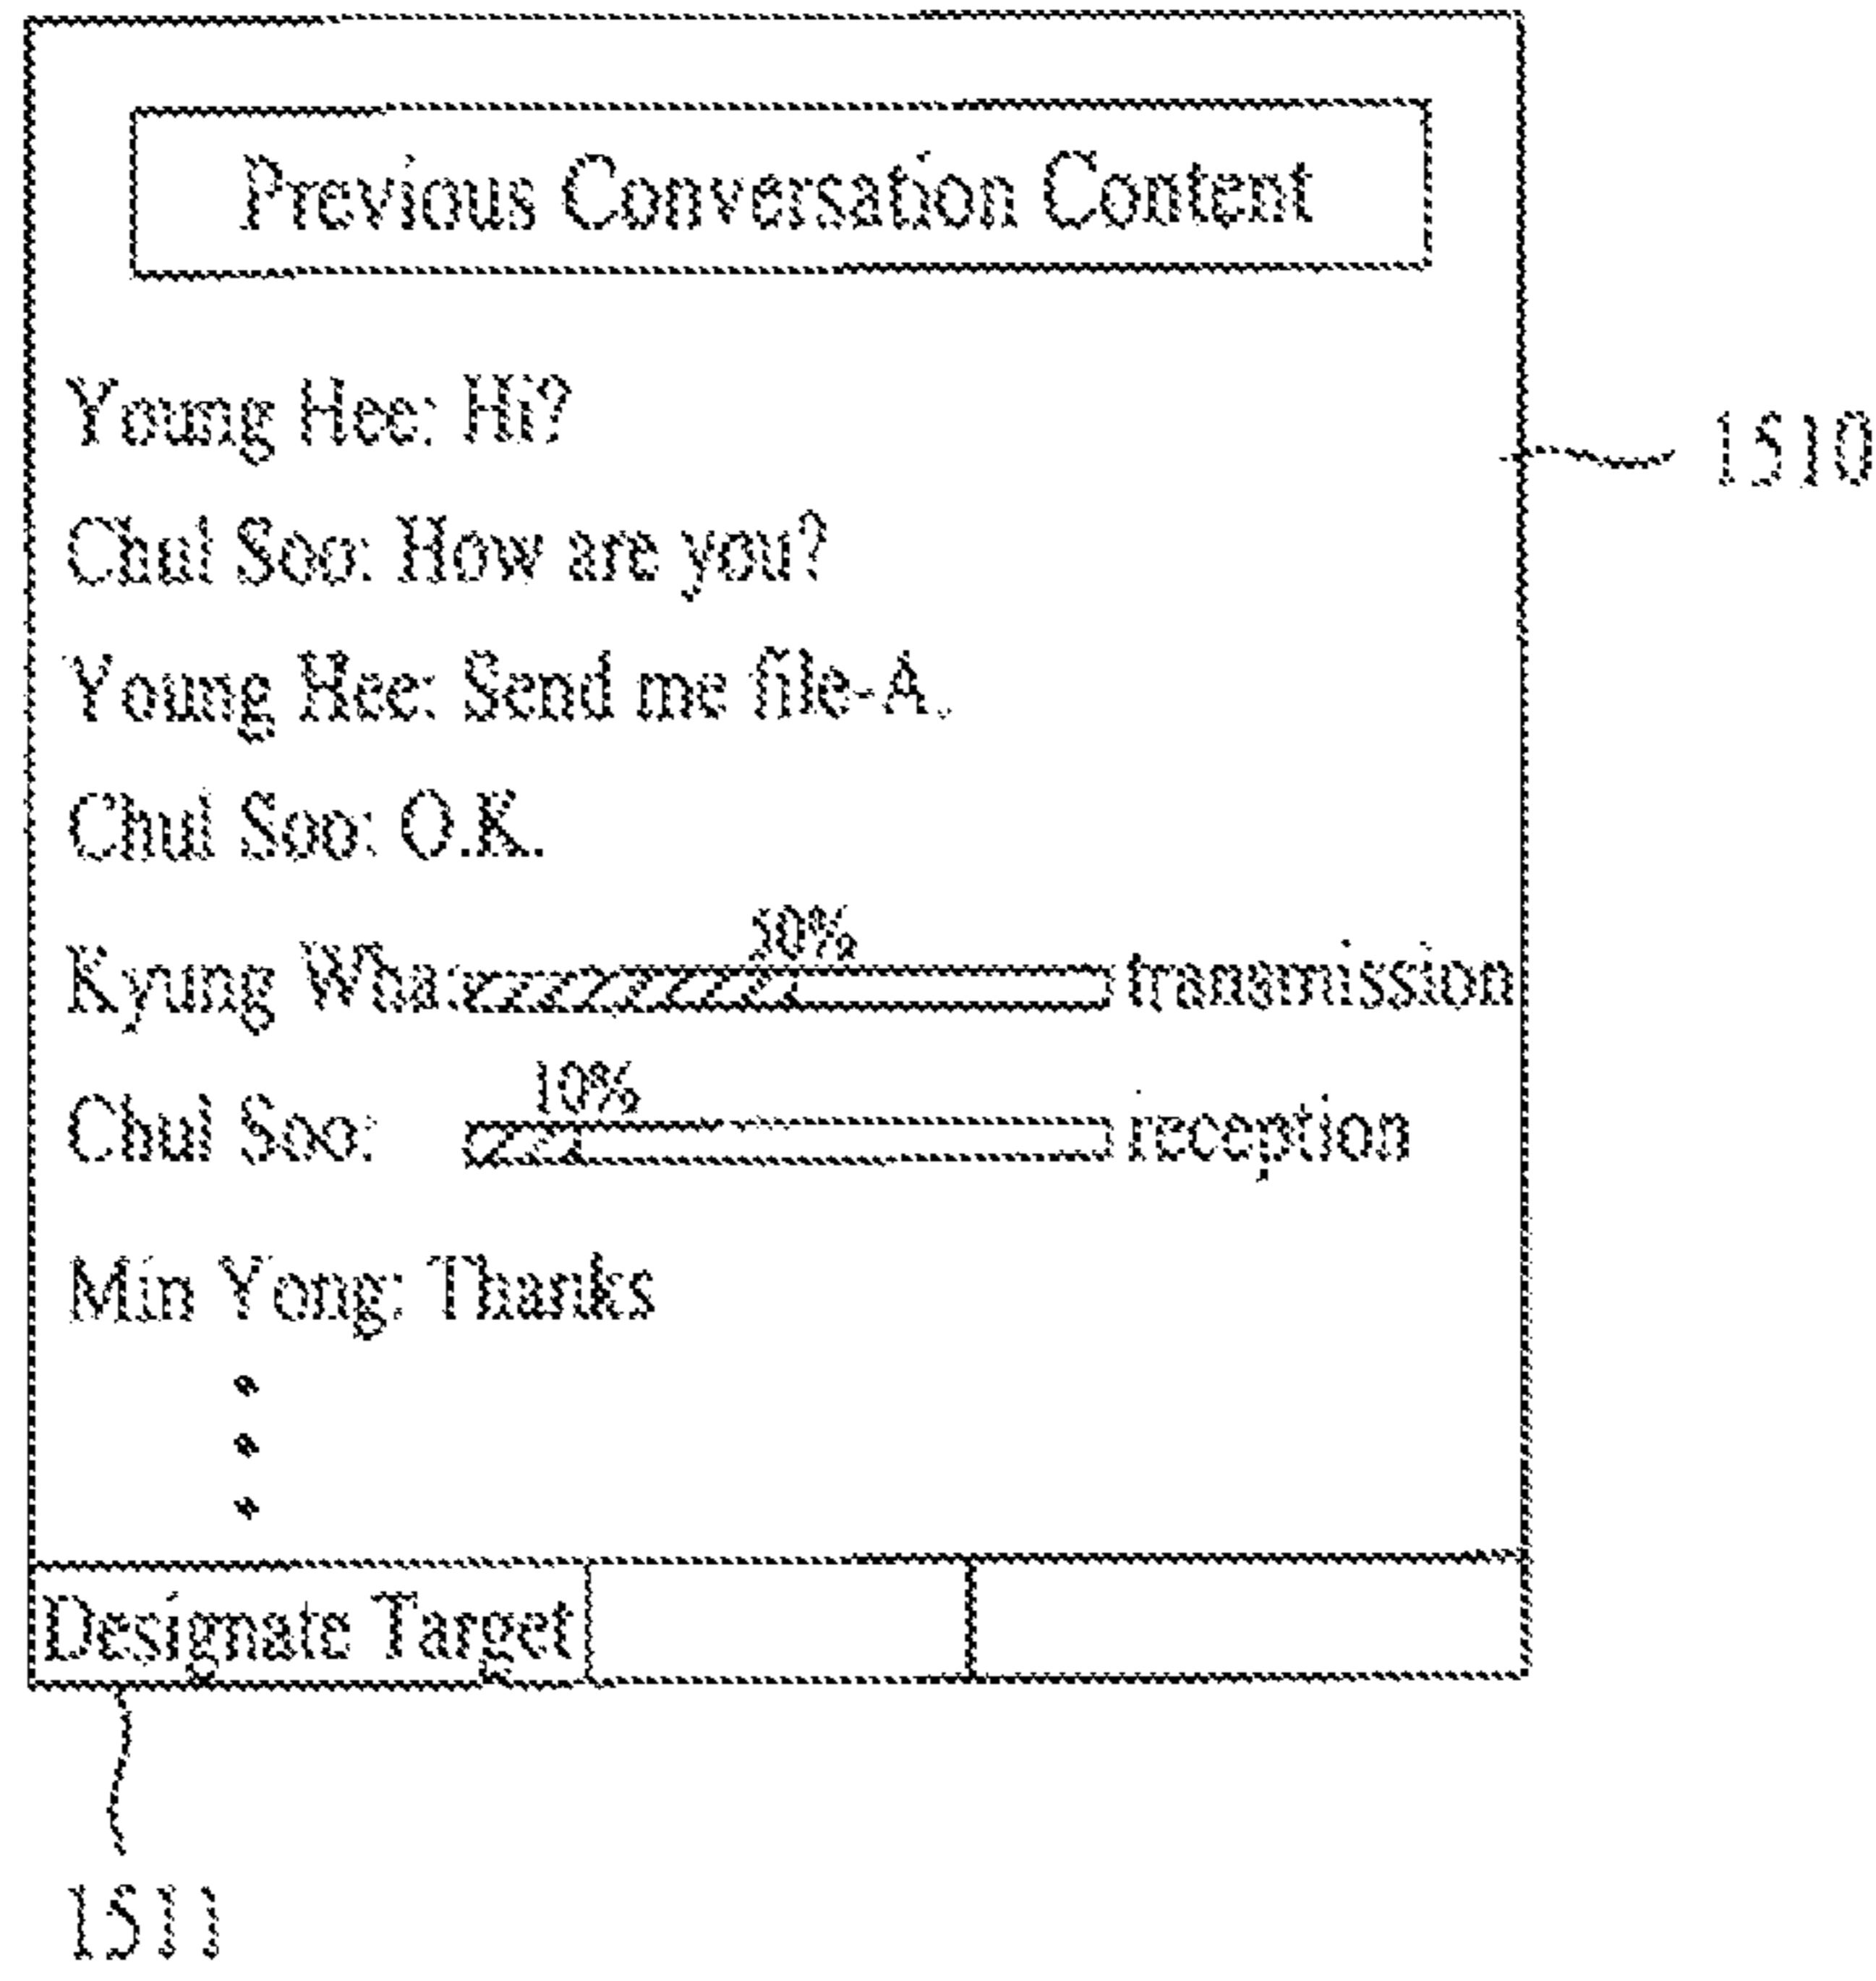 Previous Conversation Content
Young Hee: Hi?
1510
Chul Soo: How are you?
Young Hee: Send me file-A.
Chul Soo: O.K.
50%
Kyung Wha: transmission
10%
Chul Soo: reception
Min Yong: Thanks
Designate Target
1511